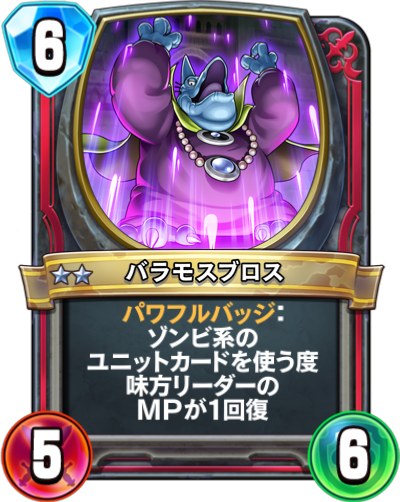 6
バラモスブロス
パワフルバッジ:
ゾンビ系の
ユニットカードを使う度
味方リーダーの
MPが1回復
5
6